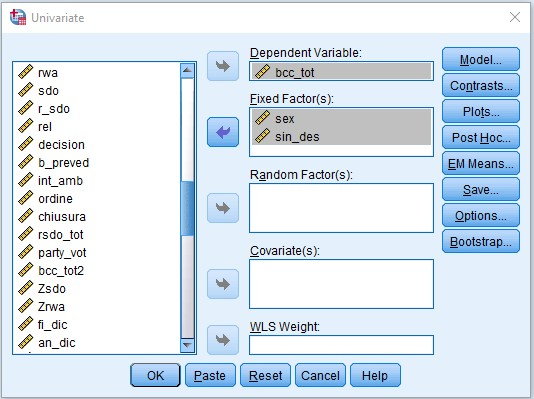 Univariate
rwa
sdo
r_sdo
rel
decision
b_preved
int_amb
ordine
chiusura
rsdo_tot
party_vot
bcc_tot2
Zsdo
Zrwa
fi_dic
an_dic
Dependent Variable:
bcc_tot
Fixed Factor(s):
sex
sin_des
Random Factor(s):
Covariate(s):
WLS Weight:
Model...
Contrasts...
Plots...
Post Hoc...
EM Means...
Save...
Options...
Bootstrap...
OK Paste Reset Cancel Help